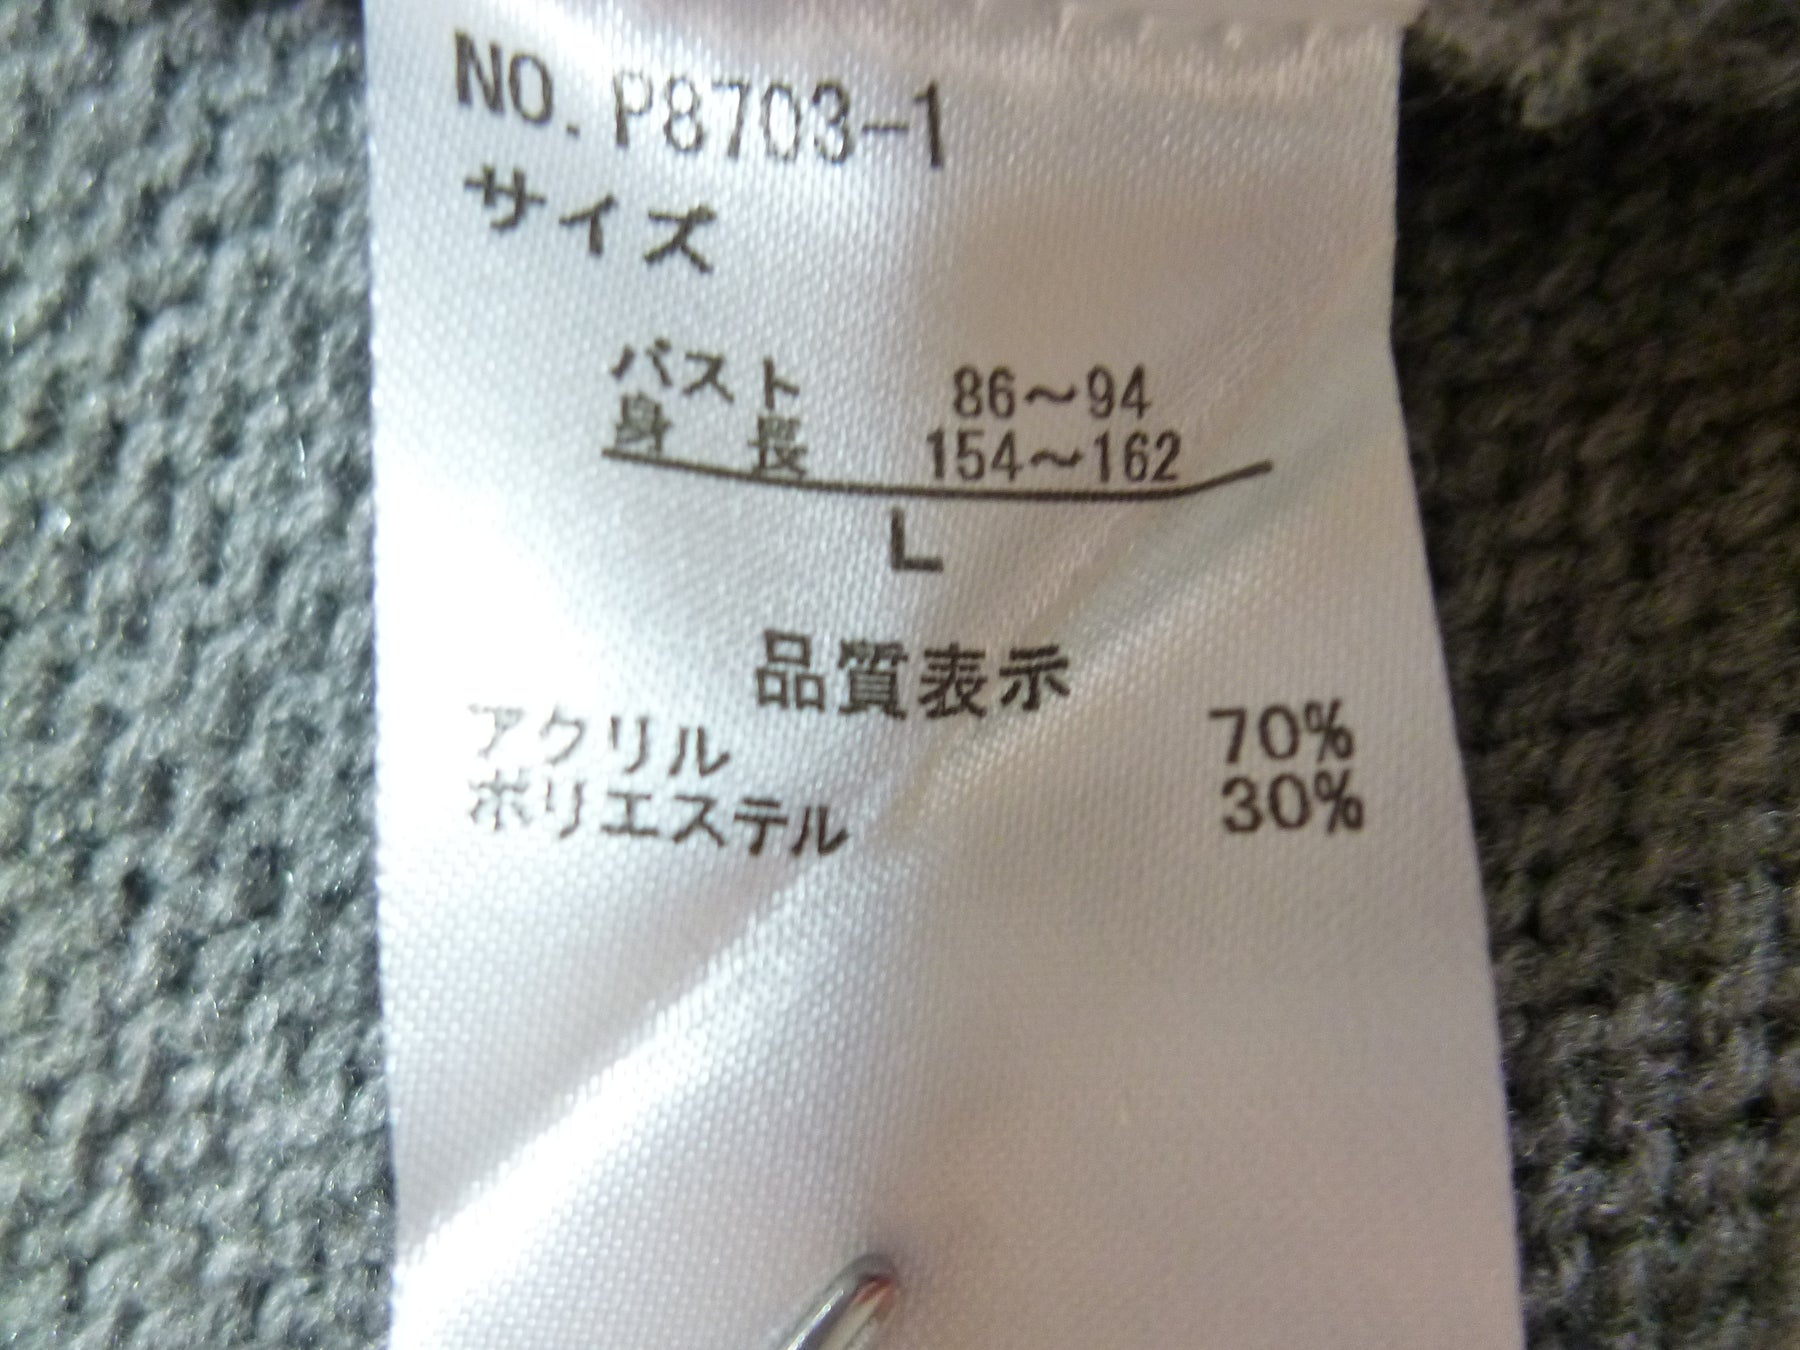 NO. P8703-1
サイズ
バスト 86〜94
身長 154〜162
L
品質表示
アクリル 70%
ポリエステル 30%